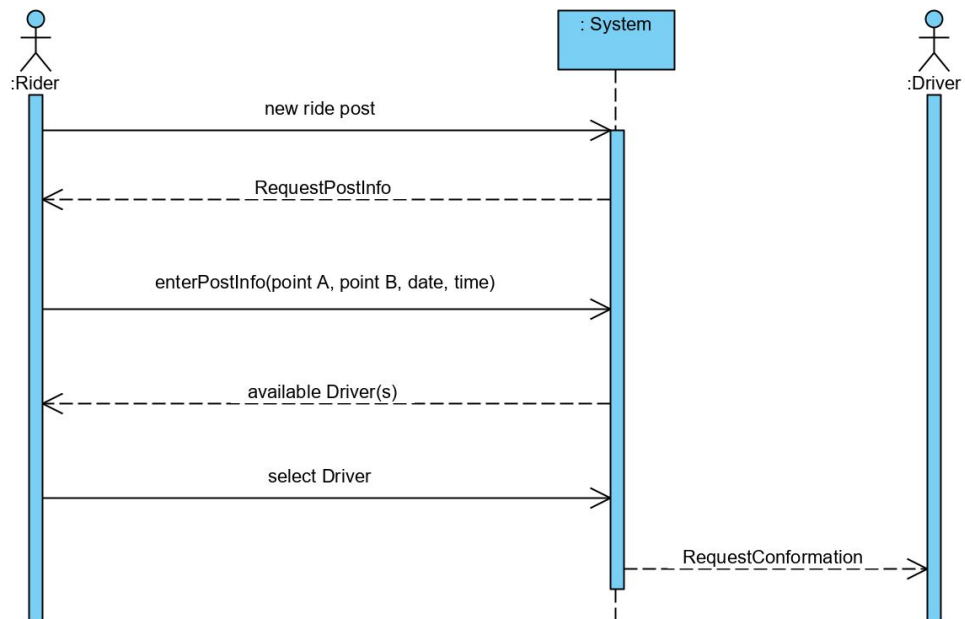 : System
:Rider
:Driver
new ride post
RequestPostInfo
enterPostInfo(point A, point B, date, time)
available Driver(s)
select Driver
RequestConformation